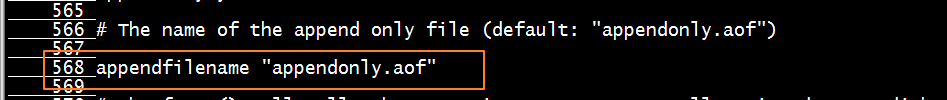 565
566 # The name of the append only file (default: "appendonly.aof")
567
568 appendfilename "appendonly.aof"
569